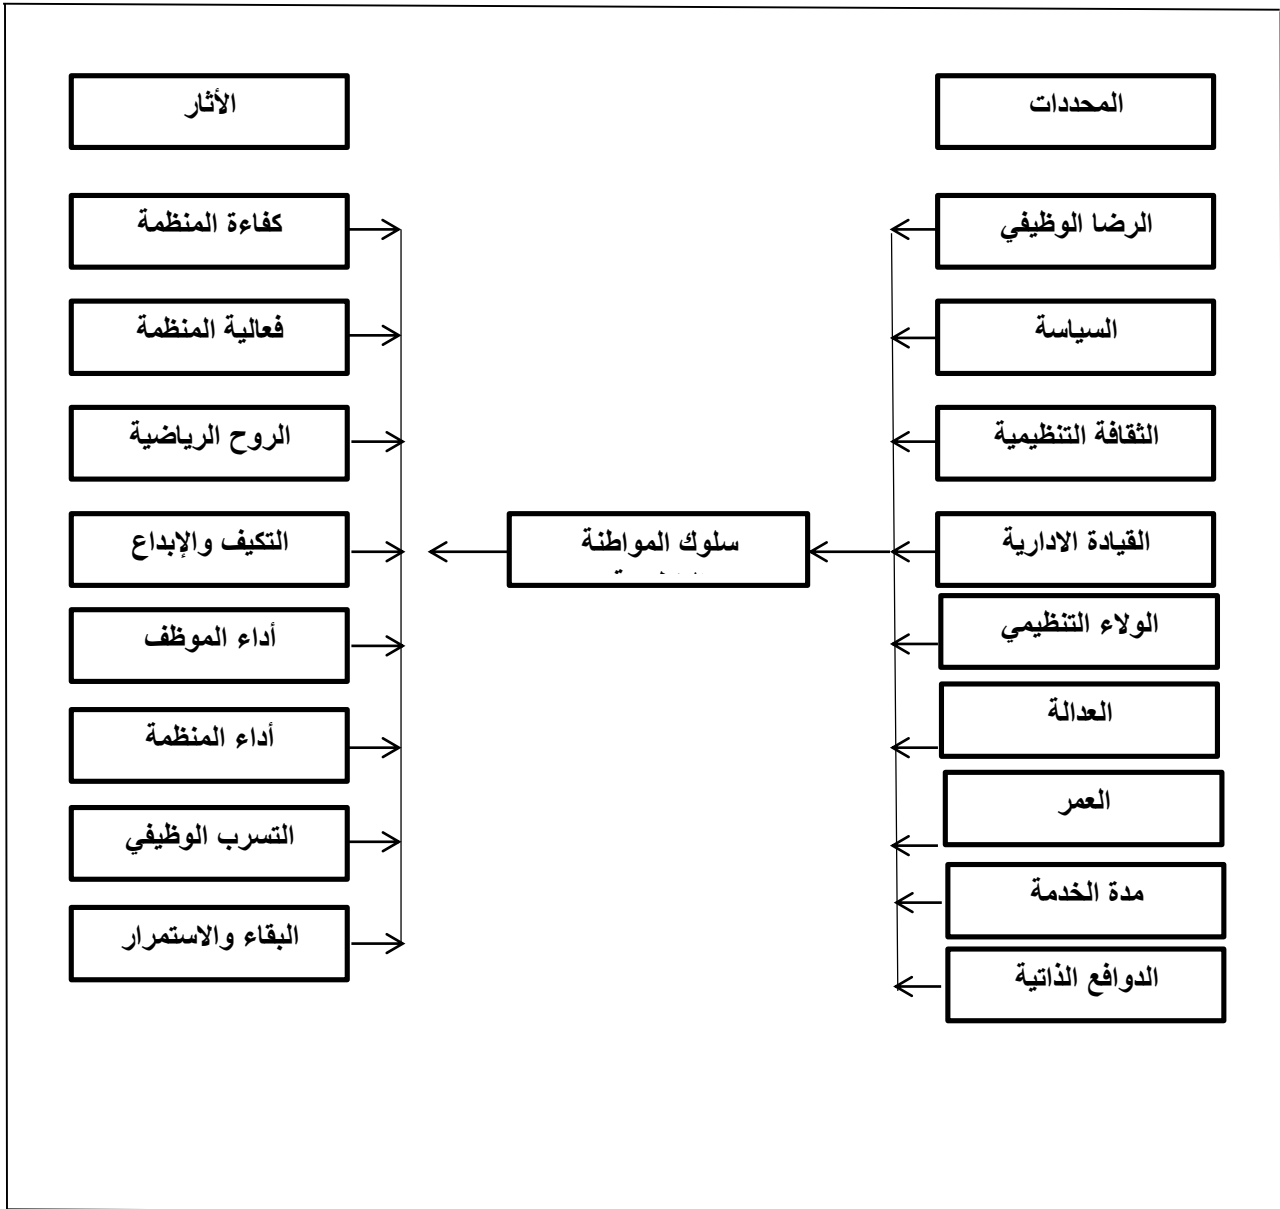 المحددات
الأثار
الرضا الوظيفي
كفاءة المنظمة
السياسة
فعالية المنظمة
الثقافة التنظيمية
الروح الرياضية
القيادة الادارية
سلوك المواطنة
التكيف والإبداع
الولاء التنظيمي
أداء الموظف
العدالة
أداء المنظمة
العمر
التسرب الوظيفي
مدة الخدمة
البقاء والاستمرار
الدوافع الذاتية